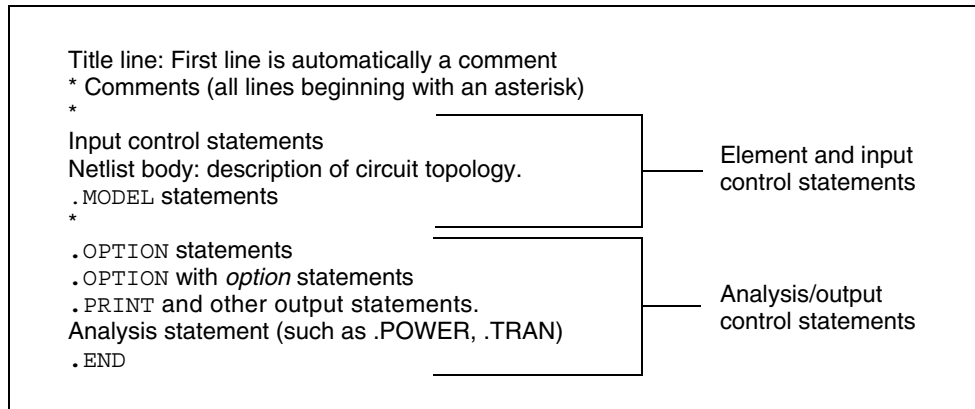 Title line: First line is automatically a comment
* Comments (all lines beginning with an asterisk)
*
Input control statements
Netlist body: description of circuit topology.
.MODEL statements
*
.OPTION statements
.OPTION with option statements
.PRINT and other output statements.
Analysis statement (such as .POWER, .TRAN)
.END
Element and input
control statements
Analysis/output
control statements